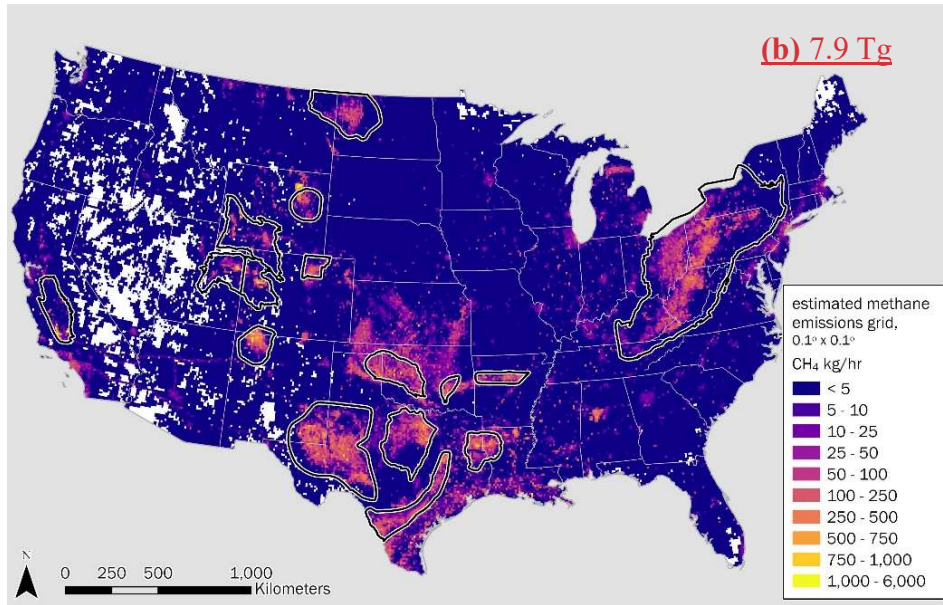 (b) 7.9 Tg
estimated methane
emissions grid,
0.1° x 0.1°
CH₄ kg/hr
< 5
5 - 10
10 - 25
25 - 50
50 - 100
100 - 250
250 - 500
500 - 750
750 - 1,000
1,000 - 6,000
N
0 250 500 1,000
Kilometers